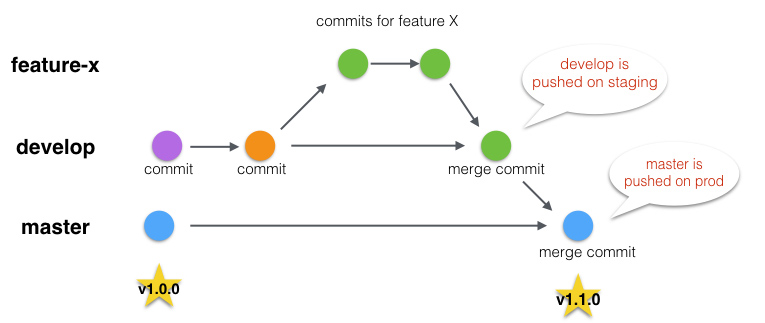 commits for feature X
feature-x
develop is
pushed on staging
develop
commit
commit
merge commit
master is
pushed on prod
master
merge commit
v1.0.0
v1.1.0